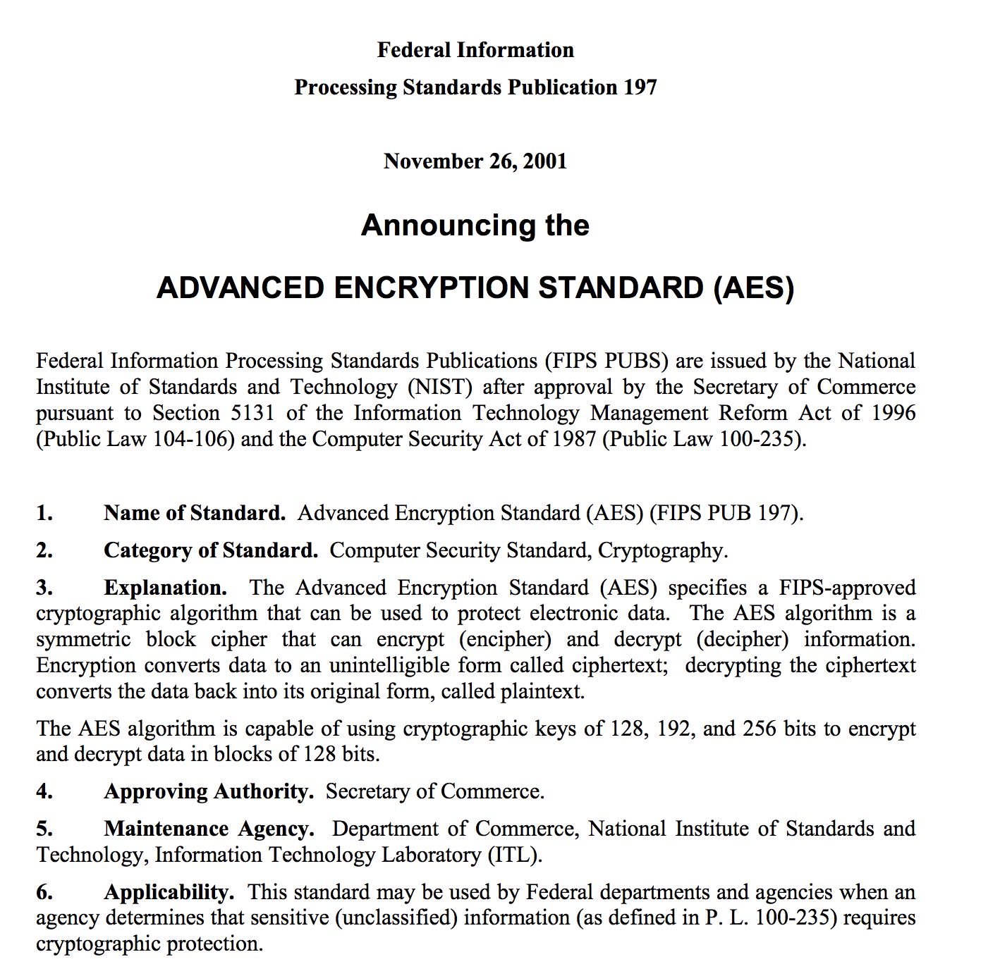 Federal Information
Processing Standards Publication 197
November 26, 2001
Announcing the
ADVANCED ENCRYPTION STANDARD (AES)
Federal Information Processing Standards Publications (FIPS PUBS) are issued by the National
Institute of Standards and Technology (NIST) after approval by the Secretary of Commerce
pursuant to Section 5131 of the Information Technology Management Reform Act of 1996
(Public Law 104-106) and the Computer Security Act of 1987 (Public Law 100-235).
1. Name of Standard. Advanced Encryption Standard (AES) (FIPS PUB 197).
2. Category of Standard. Computer Security Standard, Cryptography.
3. Explanation. The Advanced Encryption Standard (AES) specifies a FIPS-approved
cryptographic algorithm that can be used to protect electronic data. The AES algorithm is a
symmetric block cipher that can encrypt (encipher) and decrypt (decipher) information.
Encryption converts data to an unintelligible form called ciphertext; decrypting the ciphertext
converts the data back into its original form, called plaintext.
The AES algorithm is capable of using cryptographic keys of 128, 192, and 256 bits to encrypt
and decrypt data in blocks of 128 bits.
4. Approving Authority. Secretary of Commerce.
5. Maintenance Agency. Department of Commerce, National Institute of Standards and
Technology, Information Technology Laboratory (ITL).
6. Applicability. This standard may be used by Federal departments and agencies when an
agency determines that sensitive (unclassified) information (as defined in P. L. 100-235) requires
cryptographic protection.